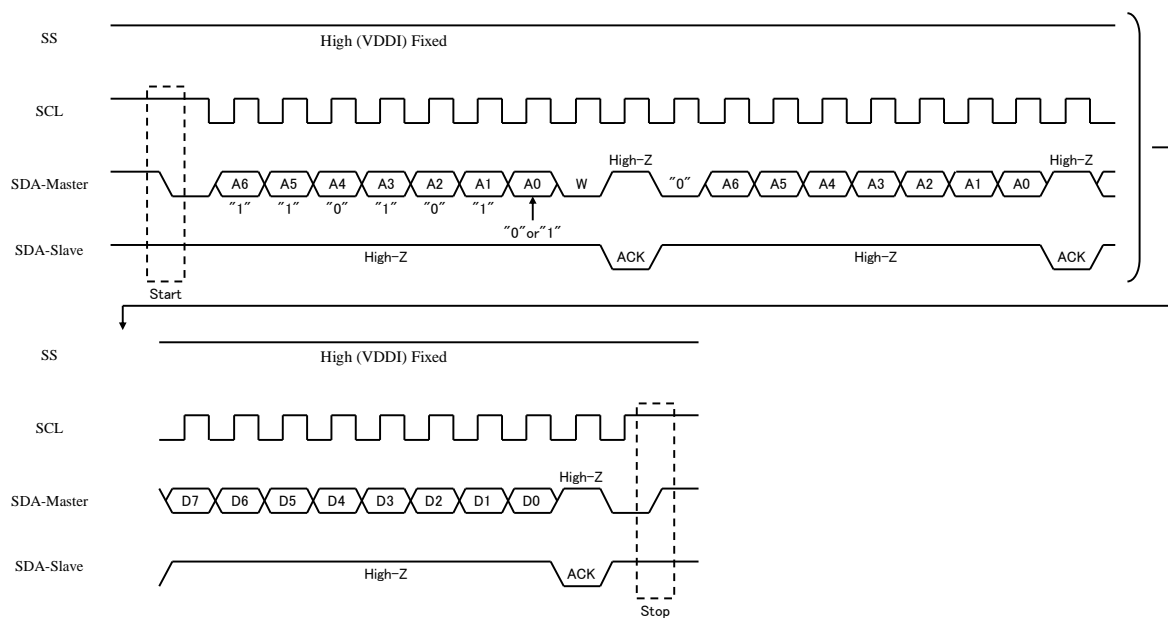 SS
High (VDDI) Fixed
SCL
High-Z
High-Z
SDA-Master
A6 A5 A4 A3 A2 A1 A0 W "0" A6 A5 A4 A3 A2 A1 A0
"1" "1" "0" "1" "0" "1"
"0"or"1"
SDA-Slave
High-Z ACK High-Z ACK
Start
SS
High (VDDI) Fixed
SCL
High-Z
SDA-Master
D7 D6 D5 D4 D3 D2 D1 D0
SDA-Slave
High-Z ACK
Stop